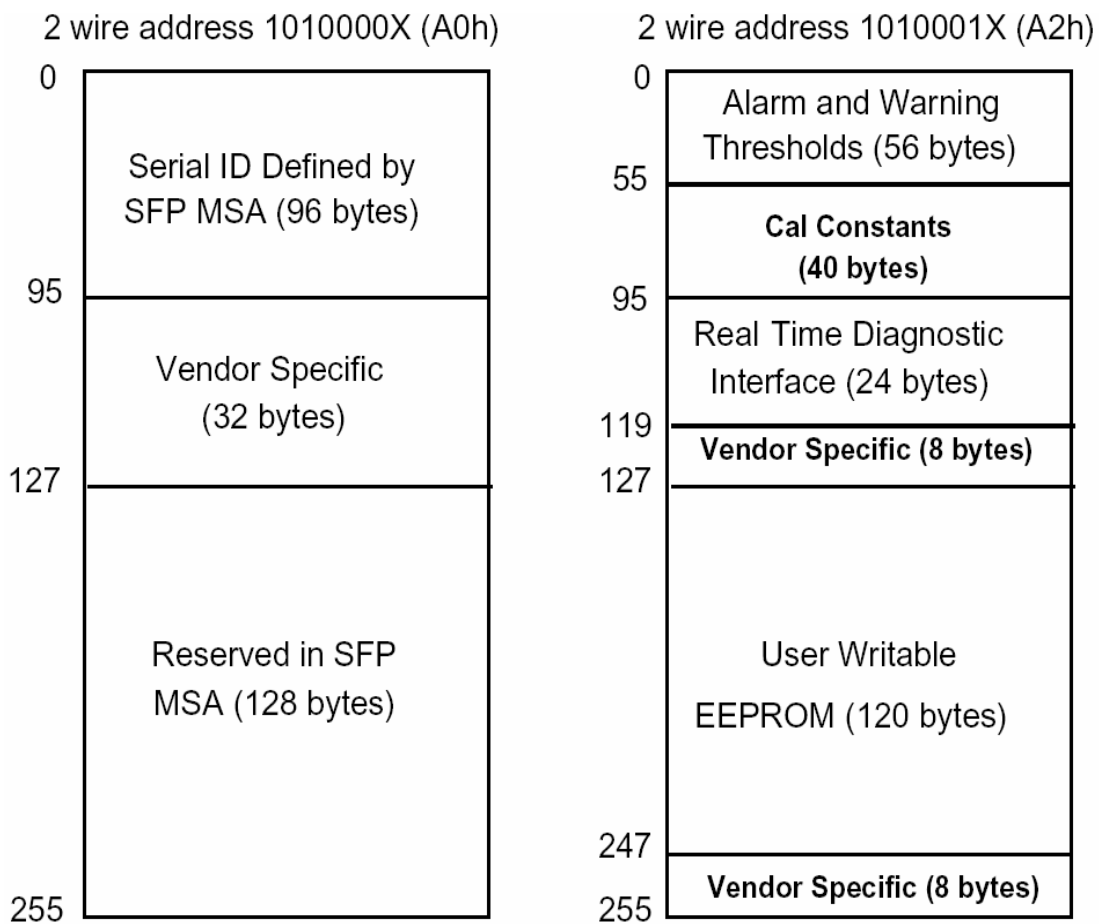 2 wire address 1010000X (A0h)
0
Serial ID Defined by
SFP MSA (96 bytes)
95
Vendor Specific
(32 bytes)
127
Reserved in SFP
MSA (128 bytes)
255
2 wire address 1010001X (A2h)
0
Alarm and Warning
Thresholds (56 bytes)
55
Cal Constants
(40 bytes)
95
Real Time Diagnostic
Interface (24 bytes)
119
Vendor Specific (8 bytes)
127
User Writable
EEPROM (120 bytes)
247
Vendor Specific (8 bytes)
255